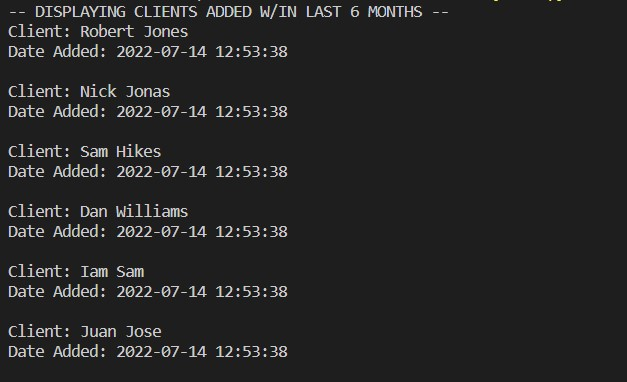 -- DISPLAYING CLIENTS ADDED W/IN LAST 6 MONTHS --
Client: Robert Jones
Date Added: 2022-07-14 12:53:38
Client: Nick Jonas
Date Added: 2022-07-14 12:53:38
Client: Sam Hikes
Date Added: 2022-07-14 12:53:38
Client: Dan Williams
Date Added: 2022-07-14 12:53:38
Client: Iam Sam
Date Added: 2022-07-14 12:53:38
Client: Juan Jose
Date Added: 2022-07-14 12:53:38